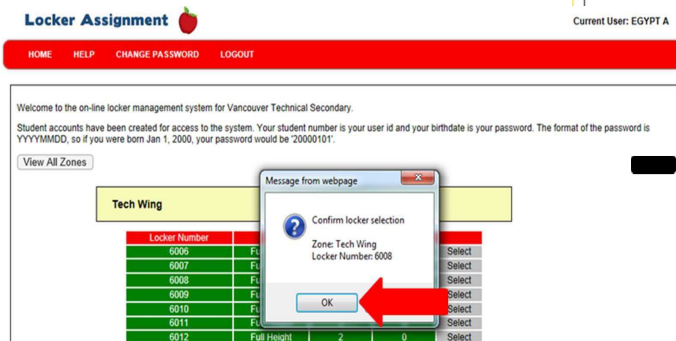 Locker Assignment
Current User: EGYPT A
HOME HELP CHANGE PASSWORD LOGOUT
Welcome to the on-line locker management system for Vancouver Technical Secondary.
Student accounts have been created for access to the system. Your student number is your user id and your birthdate is your password. The format of the password is
YYYYMMDD, so if you were born Jan 1, 2000, your password would be '20000101'.
View All Zones
Message from webpage
Tech Wing
Confirm locker selection
Zone: Tech Wing
Locker Number: 6008
OK
Locker Number
6006 Select
6007 Select
6008 Select
6009 Select
6010 Select
6011 Select
6012 Full Height 2 0 Select